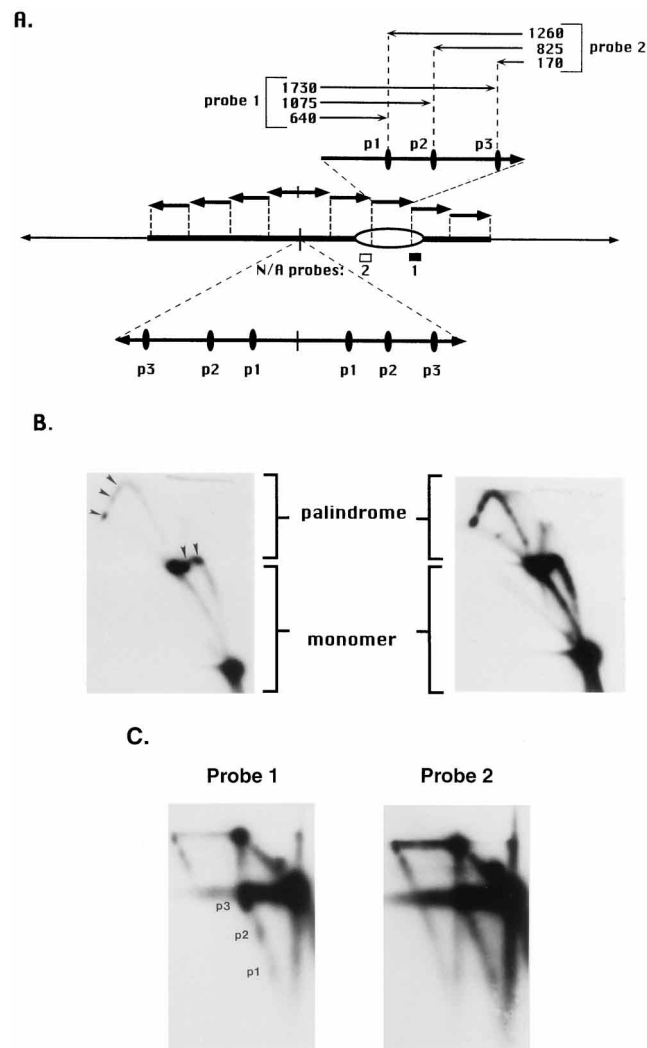 A.
1260
825 probe 2
170
1730
probe 1 1075
640
p1 p2 p3
N/A probes: 2 1
p3 p2 p1 p1 p2 p3
B.
palindrome
monomer
C.
Probe 1 Probe 2
p3
p2
p1